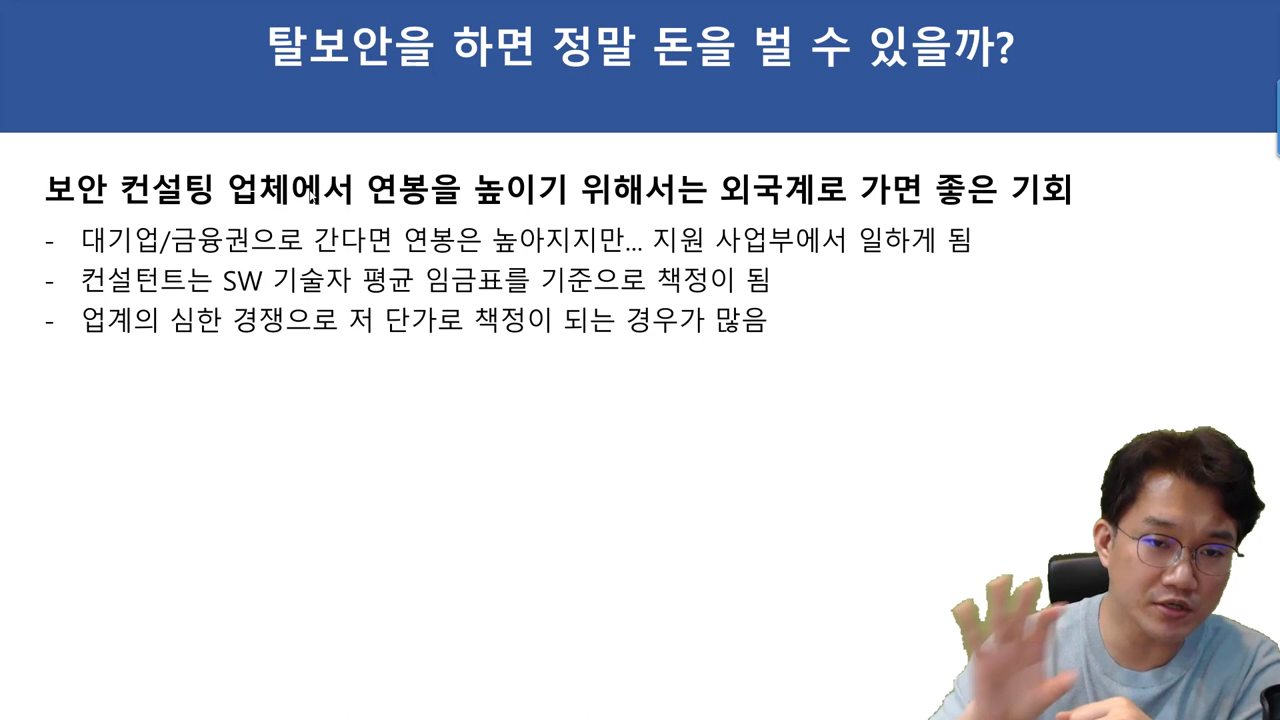 탈보안을 하면 정말 돈을 벌 수 있을까?
보안 컨설팅 업체에서 연봉을 높이기 위해서는 외국계로 가면 좋은 기회
- 대기업/금융권으로 간다면 연봉은 높아지지만... 지원 사업부에서 일하게 됨
- 컨설턴트는 SW 기술자 평균 임금표를 기준으로 책정이 됨
- 업계의 심한 경쟁으로 저 단가로 책정이 되는 경우가 많음